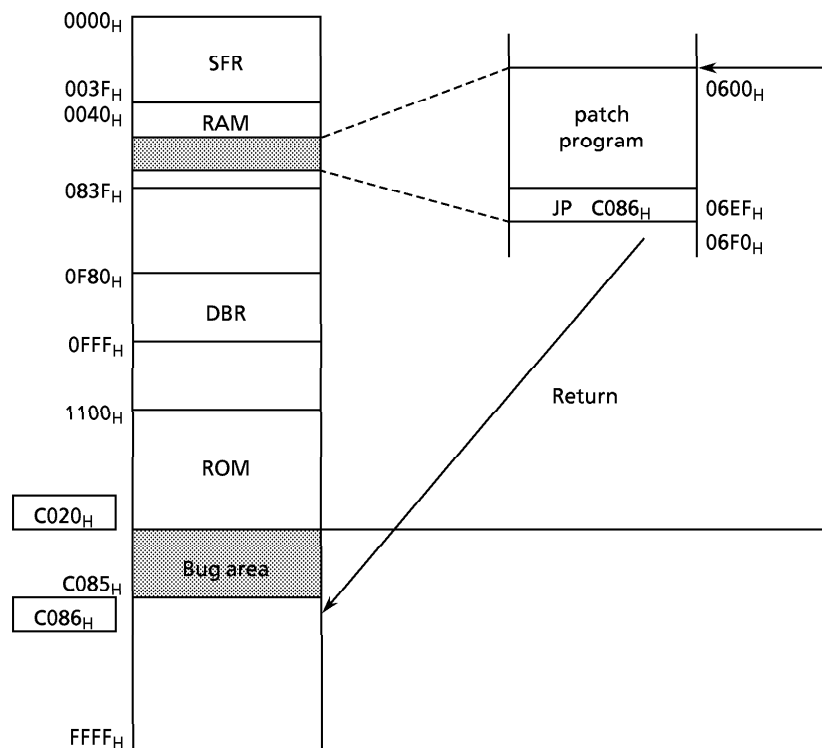 0000H
SFR
003FH
0040H
RAM
083FH
0F80H
DBR
0FFFH
1100H
ROM
C020H
Bug area
C085H
C086H
FFFFH
0600H
patch
program
JP C086H
06EFH
06F0H
Return